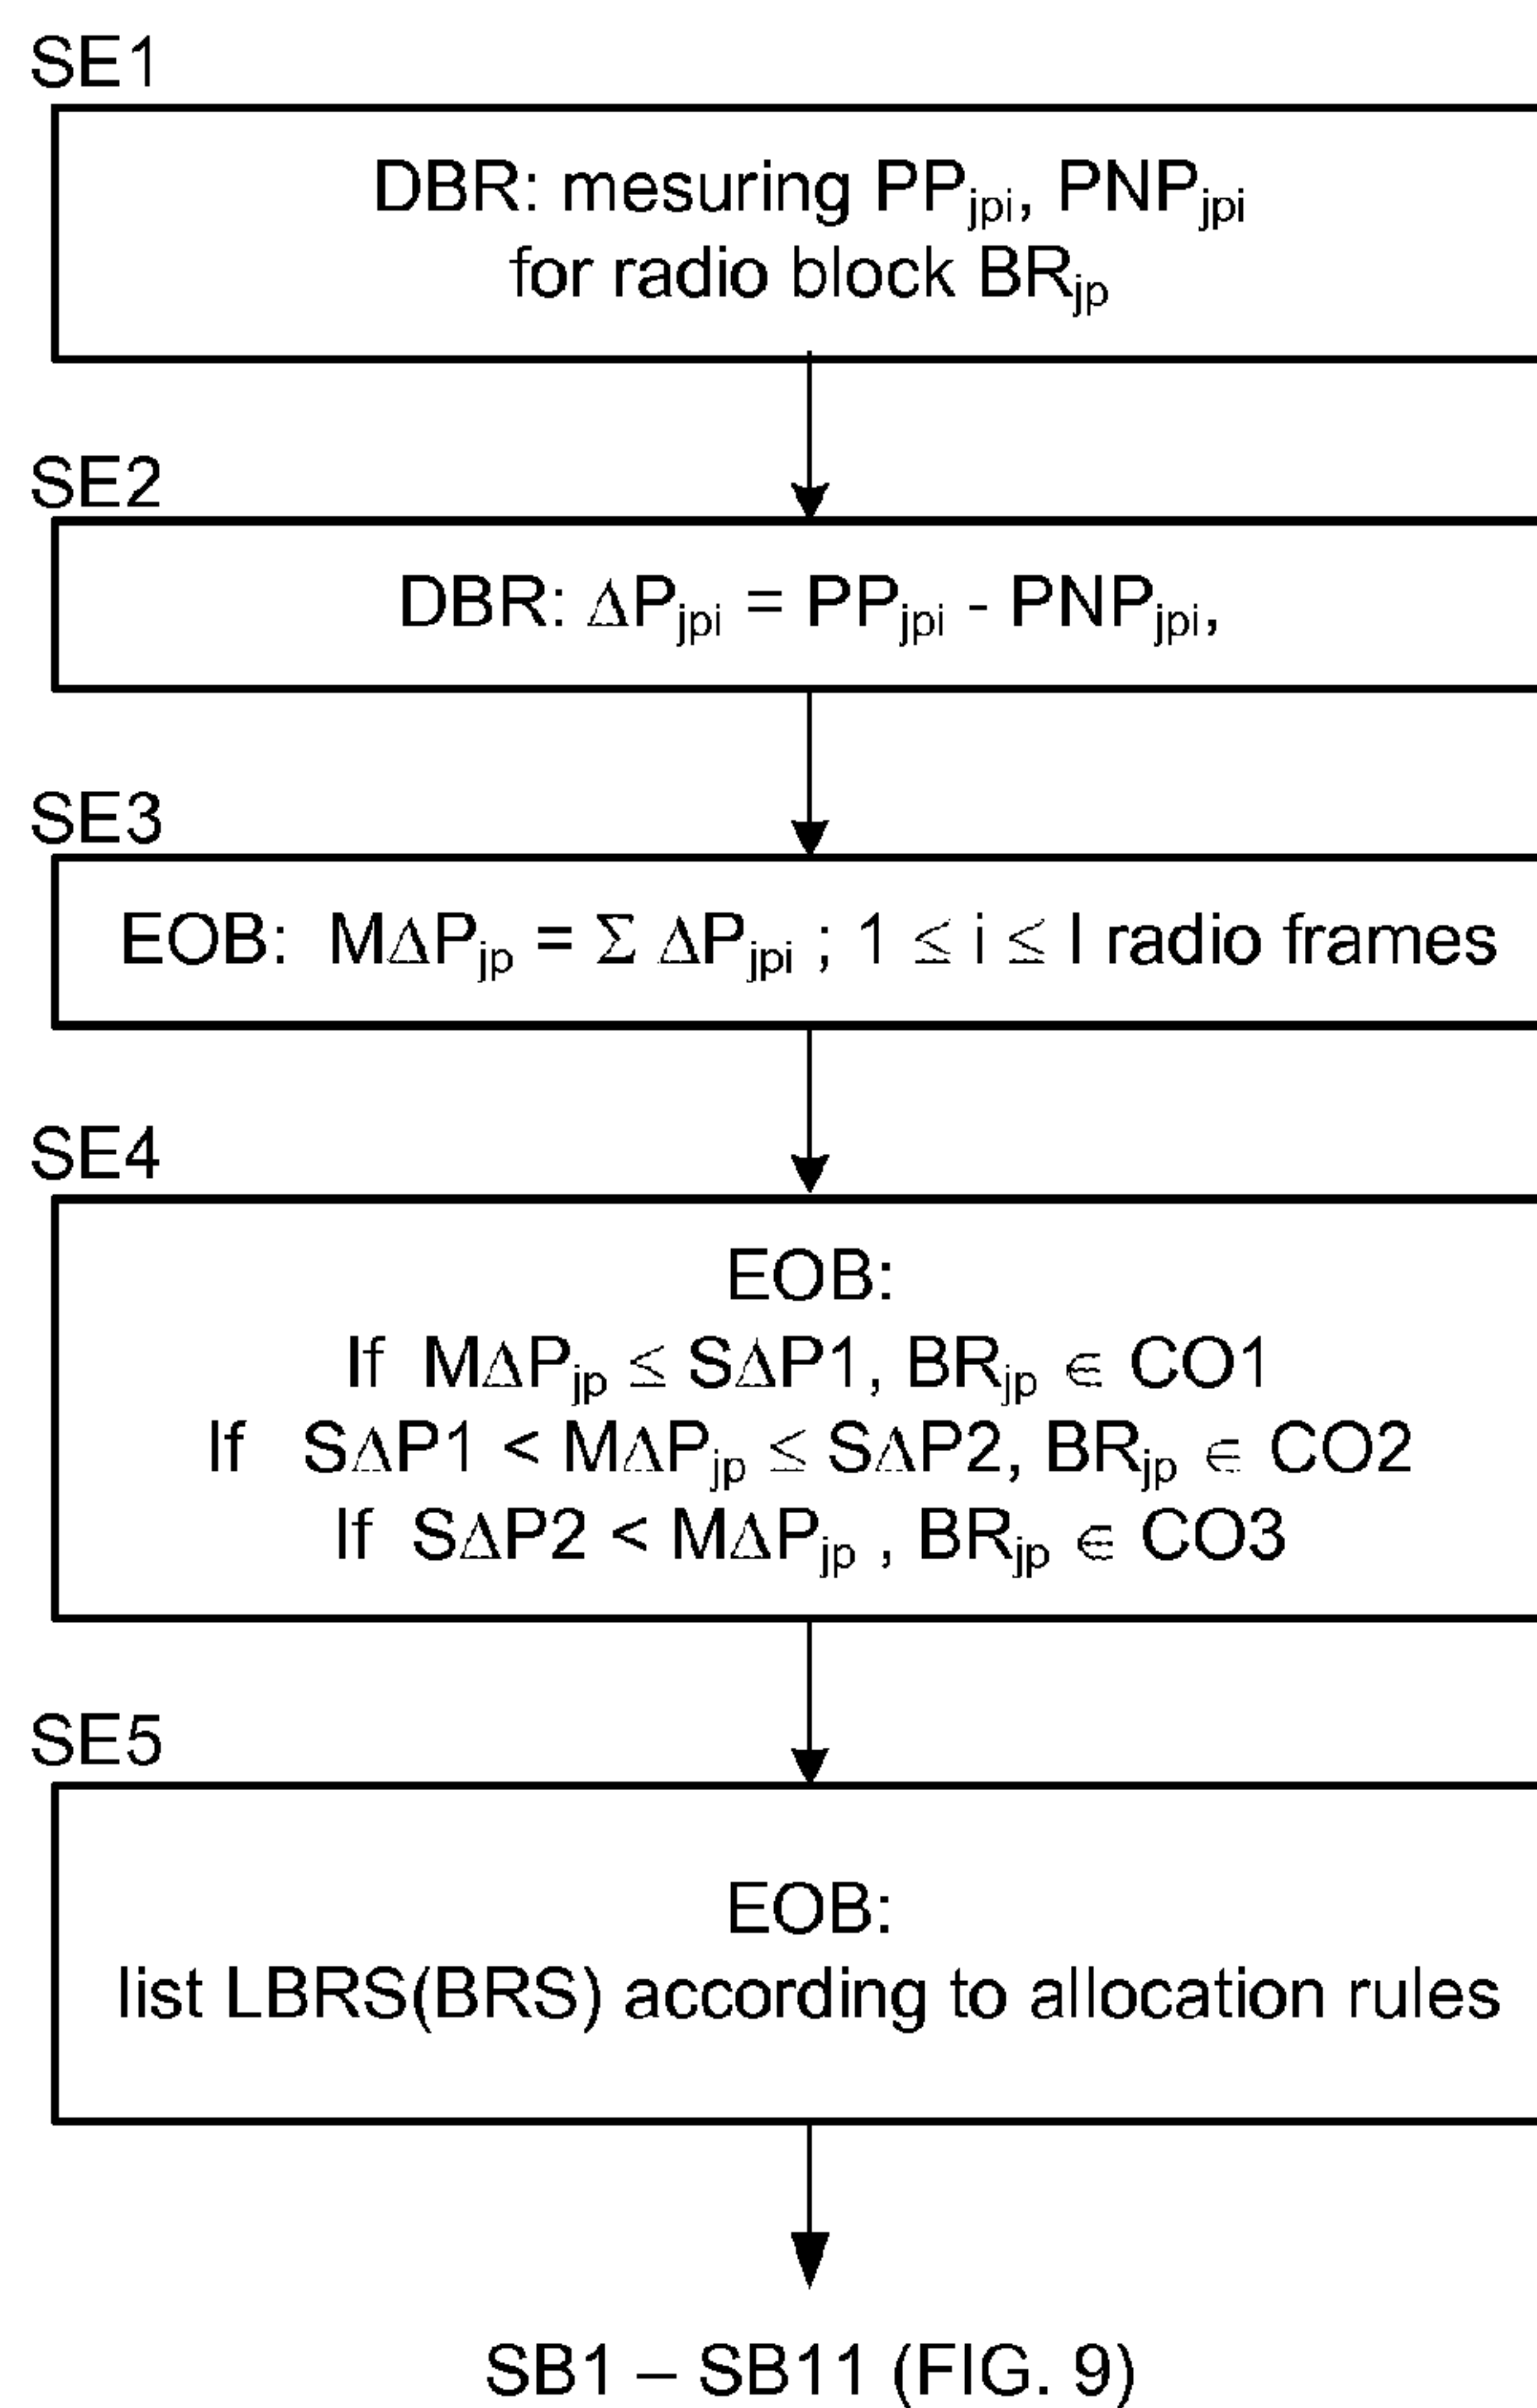 SE1
DBR: mesuring PPjpi, PNPjpi
for radio block BRjp
SE2
DBR: ΔPjpi = PPjpi - PNPjpi,
SE3
EOB: MΔPjp = Σ ΔPjpi ; 1 ≤ i ≤ I radio frames
SE4
EOB:
If MΔPjp ≤ SΔP1, BRjp ∈ CO1
If SΔP1 < MΔPjp ≤ SΔP2, BRjp ∈ CO2
If SΔP2 < MΔPjp , BRjp ∈ CO3
SE5
EOB:
list LBRS(BRS) according to allocation rules
SB1 – SB11 (FIG. 9)